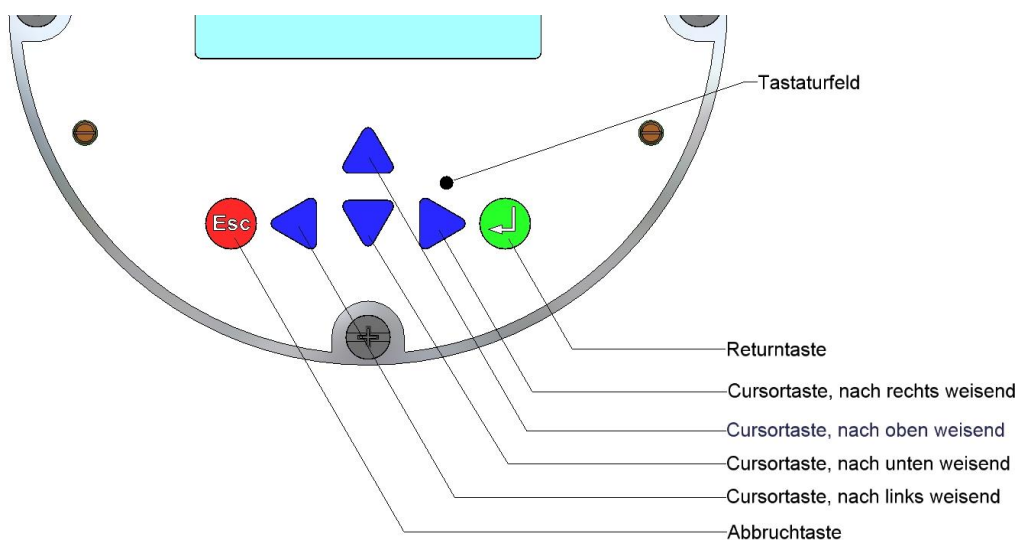 Tastaturfeld
Esc
Returntaste
Cursortaste, nach rechts weisend
Cursortaste, nach oben weisend
Cursortaste, nach unten weisend
Cursortaste, nach links weisend
Abbruchtaste